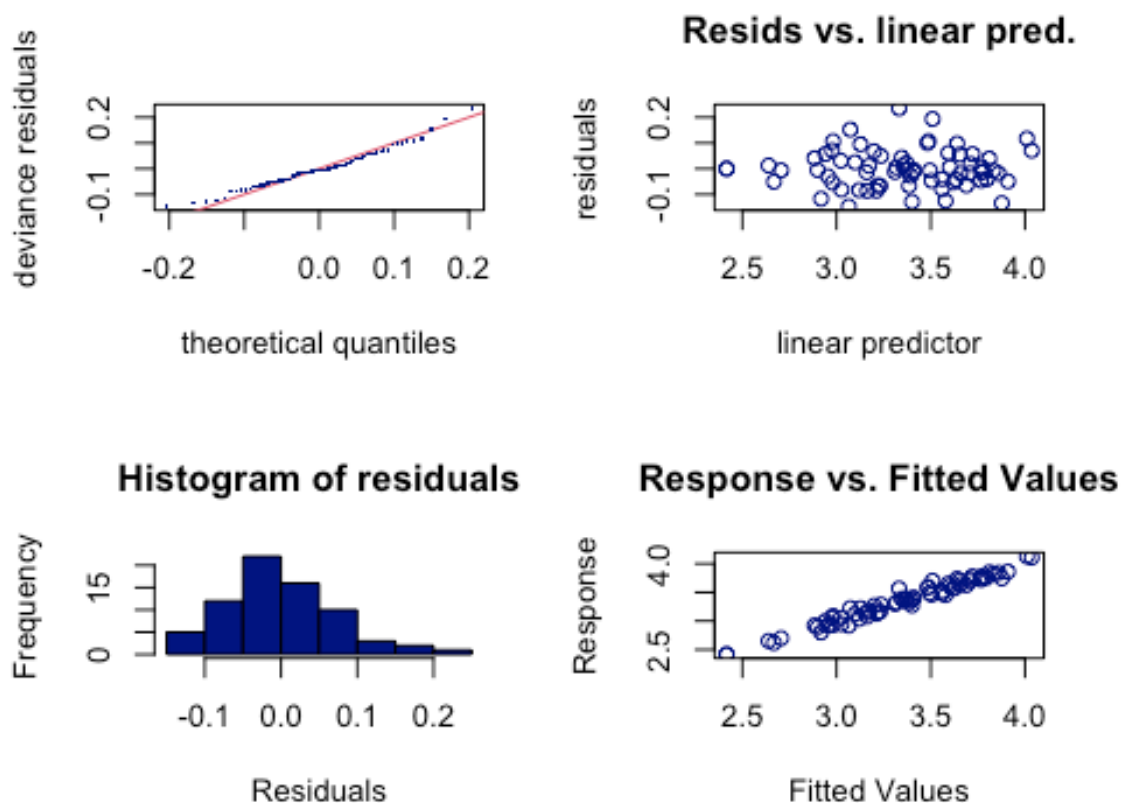 deviance residuals
0.2
-0.1
-0.2
0.0
0.1
0.2
theoretical quantiles
Resids vs. linear pred.
residuals
0.2
-0.1
2.5
3.0
3.5
4.0
linear predictor
Histogram of residuals
Frequency
15
0
-0.1
0.0
0.1
0.2
Residuals
Response vs. Fitted Values
Response
4.0
2.5
2.5
3.0
3.5
4.0
Fitted Values